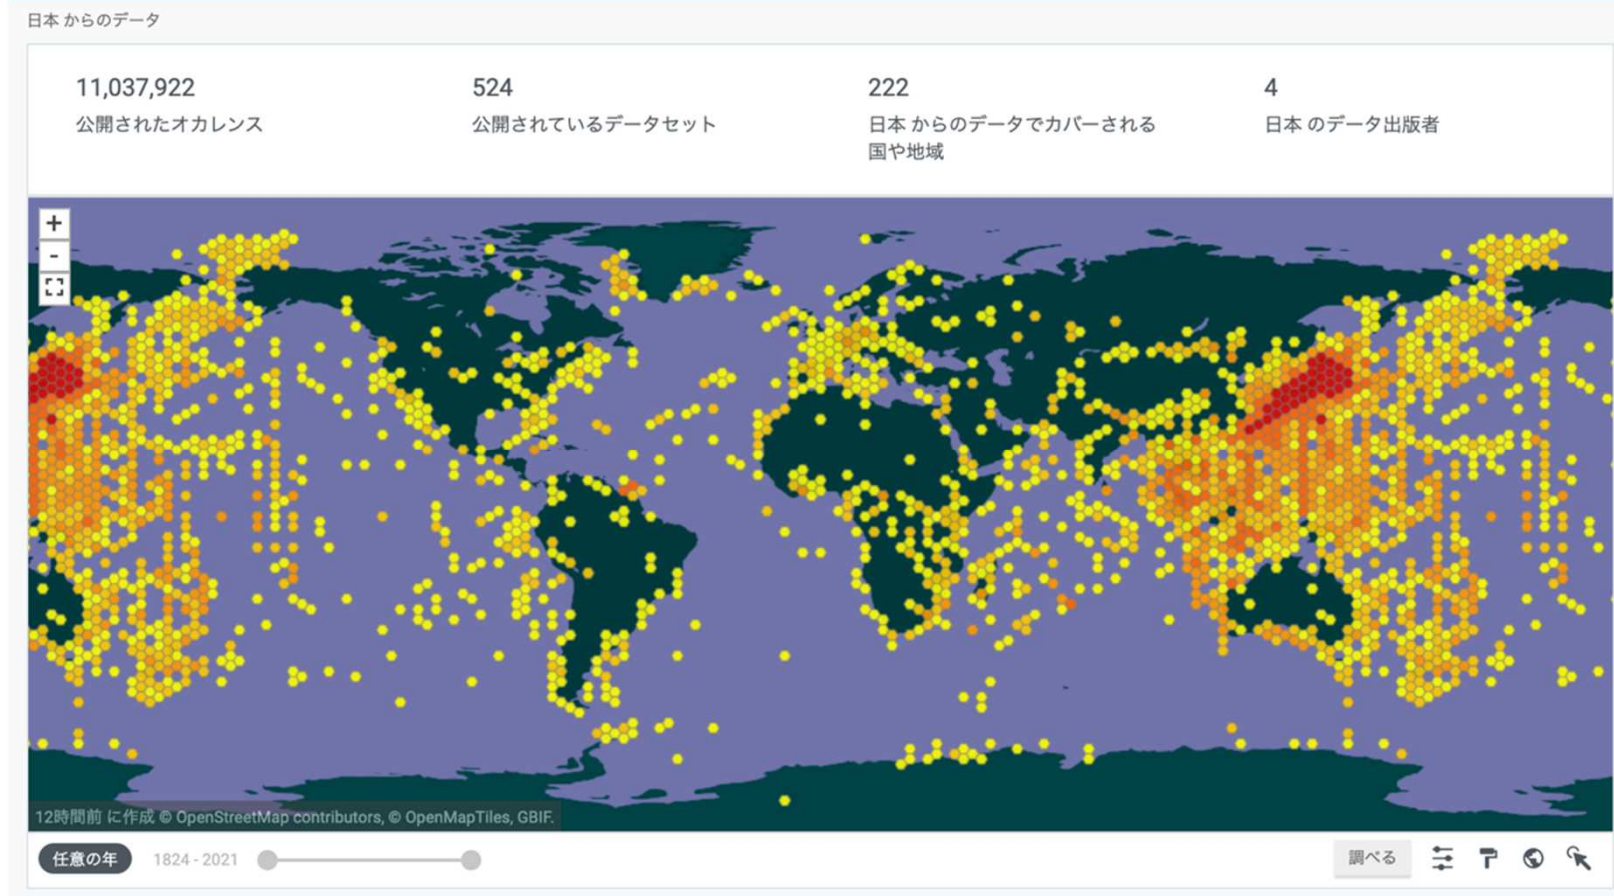 日本 からのデータ
11,037,922
公開されたオカレンス
524
公開されているデータセット
222
日本 からのデータでカバーされる
国や地域
4
日本 のデータ出版者
+
-
12時間前 に作成 © OpenStreetMap contributors, © OpenMapTiles, GBIF.
任意の年
1824 - 2021
調べる